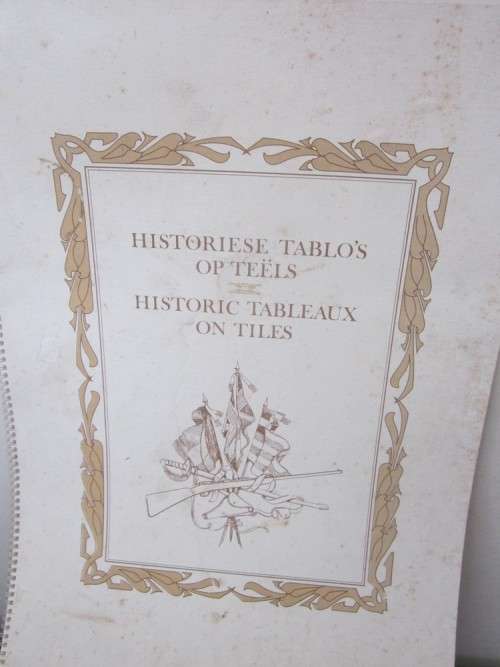 HISTORIESE TABLO'S
OP TEËLS
HISTORIC TABLEAUX
ON TILES